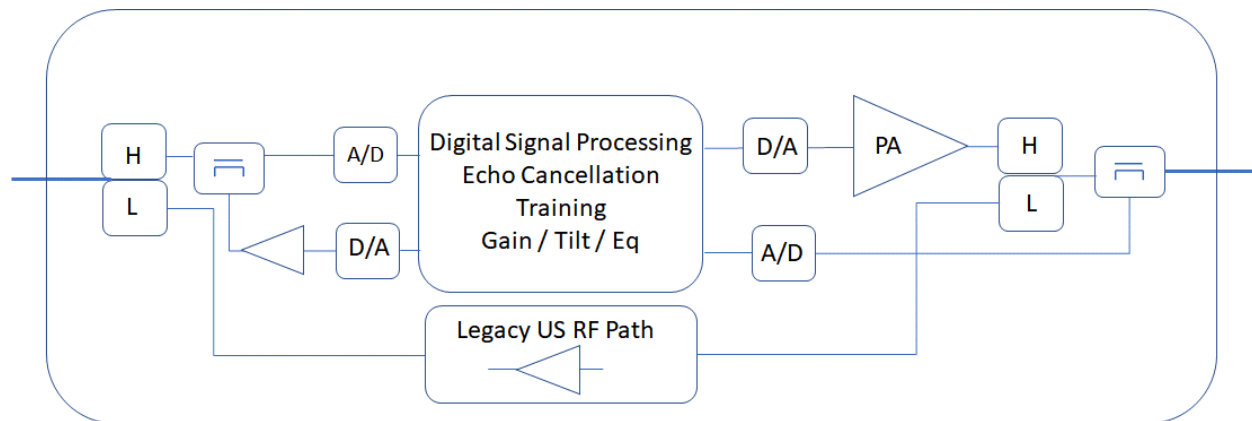 H
L
A/D
D/A
Digital Signal Processing
Echo Cancellation
Training
Gain / Tilt / Eq
D/A
PA
A/D
H
L
Legacy US RF Path